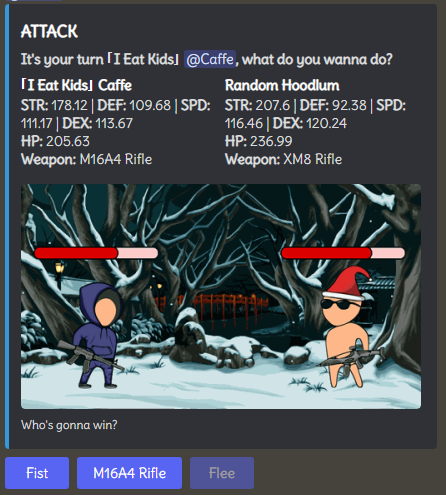 ATTACK
It's your turn「I Eat Kids」 @Caffe, what do you wanna do?
「I Eat Kids」 Caffe
STR: 178.12 | DEF: 109.68 | SPD:
111.17 | DEX: 113.67
HP: 205.63
Weapon: M16A4 Rifle
Random Hoodlum
STR: 207.6 | DEF: 92.38 | SPD:
116.46 | DEX: 120.24
HP: 236.99
Weapon: XM8 Rifle
Who's gonna win?
Fist
M16A4 Rifle
Flee